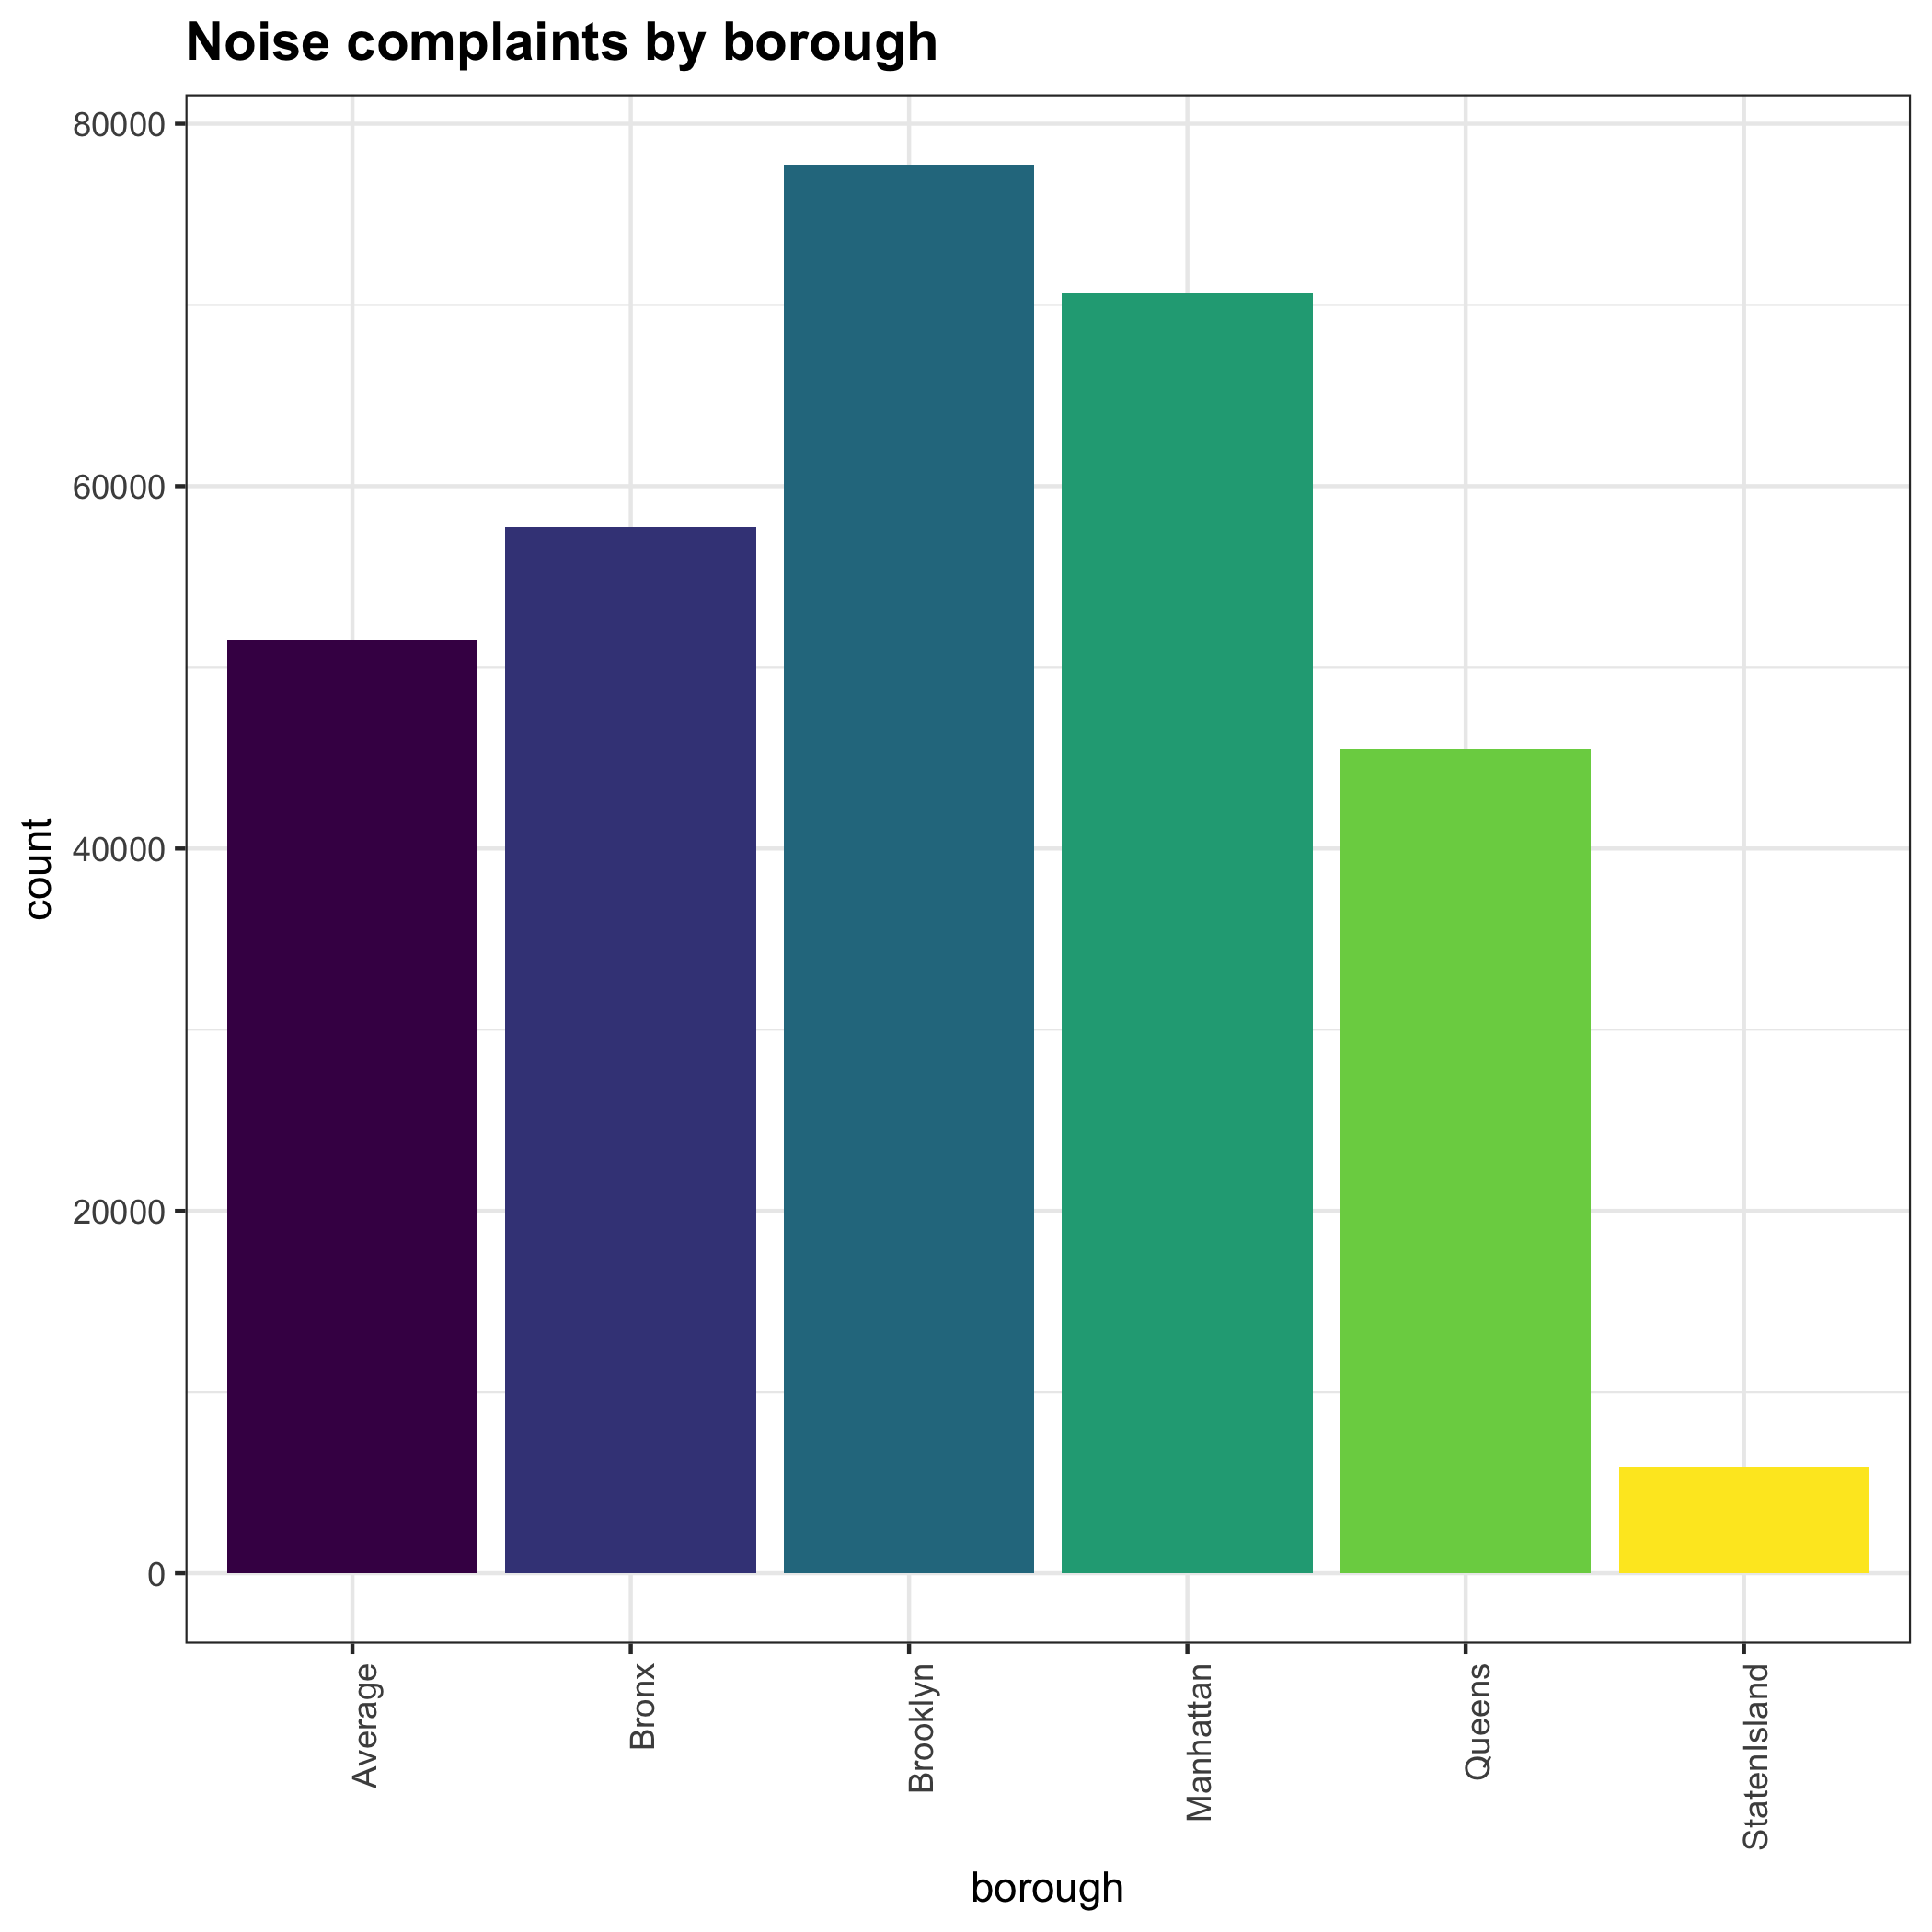 Noise complaints by borough
80000
60000
40000
20000
0
count
Average
Bronx
Brooklyn
Manhattan
Queens
StatenIsland
borough